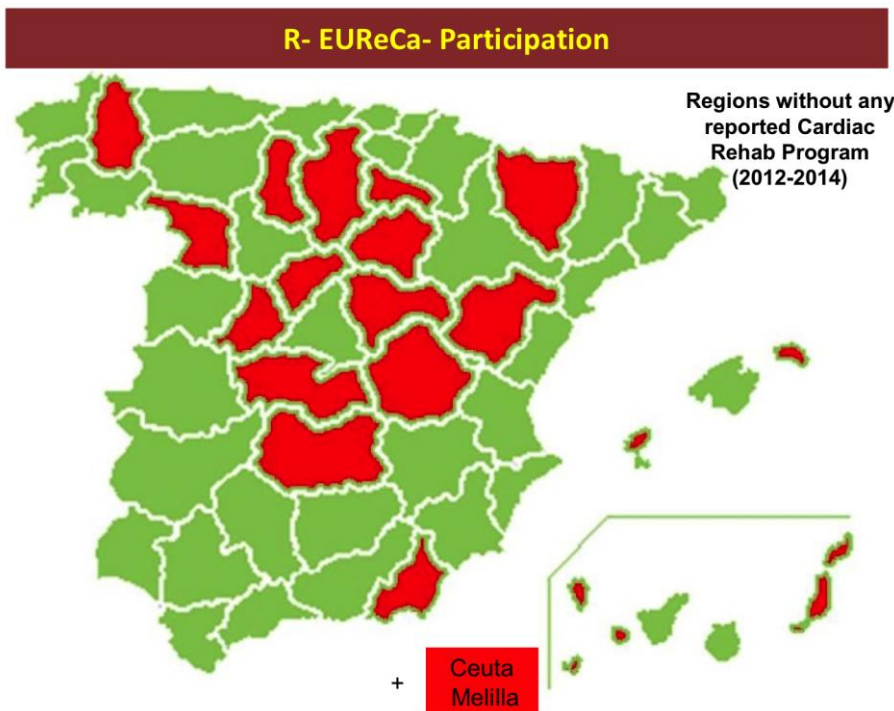 R- EUReCa- Participation
Regions without any
reported Cardiac
Rehab Program
(2012-2014)
+
Ceuta
Melilla